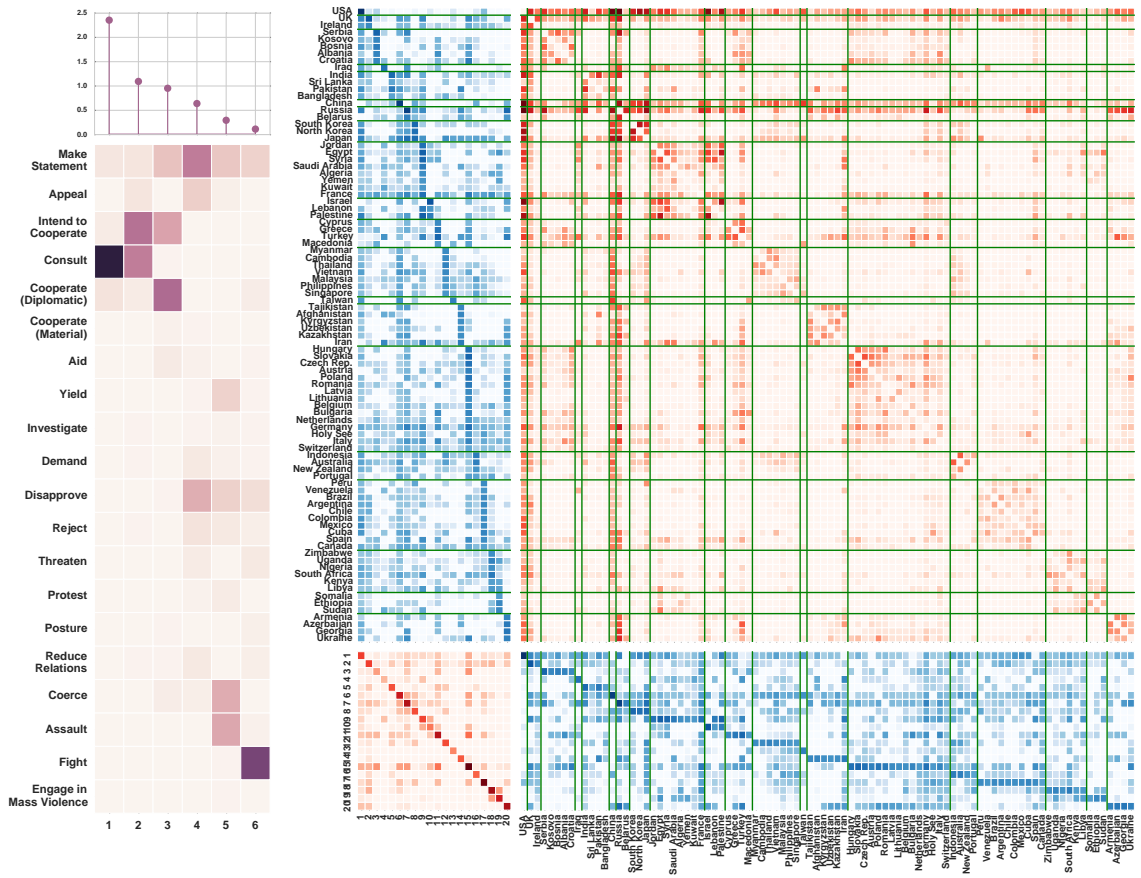 2.5
2.0
1.5
1.0
0.5
0.0
Make
Statement
Appeal
Intend to
Cooperate
Consult
Cooperate
(Diplomatic)
Cooperate
(Material)
Aid
Yield
Investigate
Demand
Disapprove
Reject
Threaten
Protest
Posture
Reduce
Relations
Coerce
Assault
Fight
Engage in
Mass Violence
1 2 3 4 5 6
USA
UK
Ireland
Serbia
Kosovo
Bosnia
Albania
Croatia
Iraq
India
Sri Lanka
Pakistan
Bangladesh
China
Russia
Belarus
South Korea
North Korea
Japan
Jordan
Egypt
Syria
Saudi Arabia
Algeria
Yemen
Kuwait
France
Israel
Lebanon
Palestine
Cyprus
Greece
Turkey
Macedonia
Myanmar
Cambodia
Thailand
Vietnam
Malaysia
Philippines
Singapore
Taiwan
Tajikistan
Afghanistan
Kyrgyzstan
Uzbekistan
Kazakhstan
Iran
Hungary
Slovakia
Czech Rep.
Austria
Poland
Romania
Latvia
Lithuania
Belgium
Bulgaria
Netherlands
Germany
Holy See
Italy
Switzerland
Indonesia
Australia
New Zealand
Portugal
Peru
Venezuela
Brazil
Argentina
Chile
Colombia
Mexico
Cuba
Spain
Canada
Zimbabwe
Uganda
Nigeria
South Africa
Kenya
Libya
Somalia
Ethiopia
Sudan
Armenia
Azerbaijan
Georgia
Ukraine
1 2 3 4 5 6 7 8 9 10 11 12 13 14 15 16 17 18 19 20